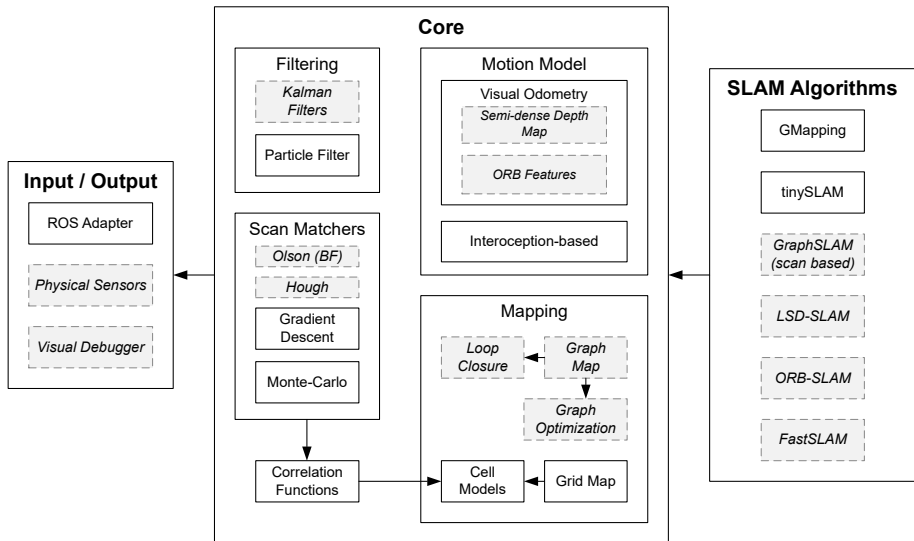 Input / Output
ROS Adapter
Physical Sensors
Visual Debugger
Core
Filtering
Kalman
Filters
Particle Filter
Scan Matchers
Olson (BF)
Hough
Gradient
Descent
Monte-Carlo
Correlation
Functions
Motion Model
Visual Odometry
Semi-dense Depth
Map
ORB Features
Interoception-based
Mapping
Loop
Closure
Graph
Map
Graph
Optimization
Cell
Models
Grid Map
SLAM Algorithms
GMapping
tinySLAM
GraphSLAM
(scan based)
LSD-SLAM
ORB-SLAM
FastSLAM